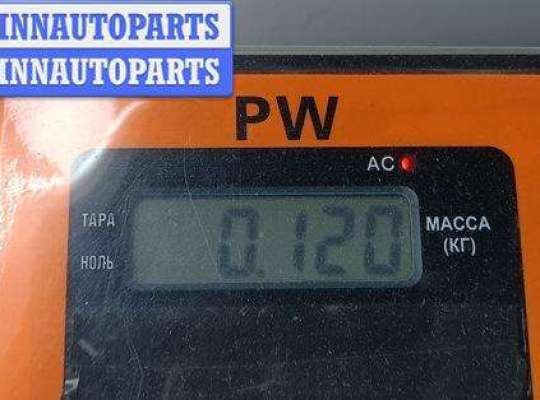 INNAUTOPARTS
INNAUTOPARTS
PW
AC
ТАРА
0.120
МАССА
НОЛЬ
(КГ)